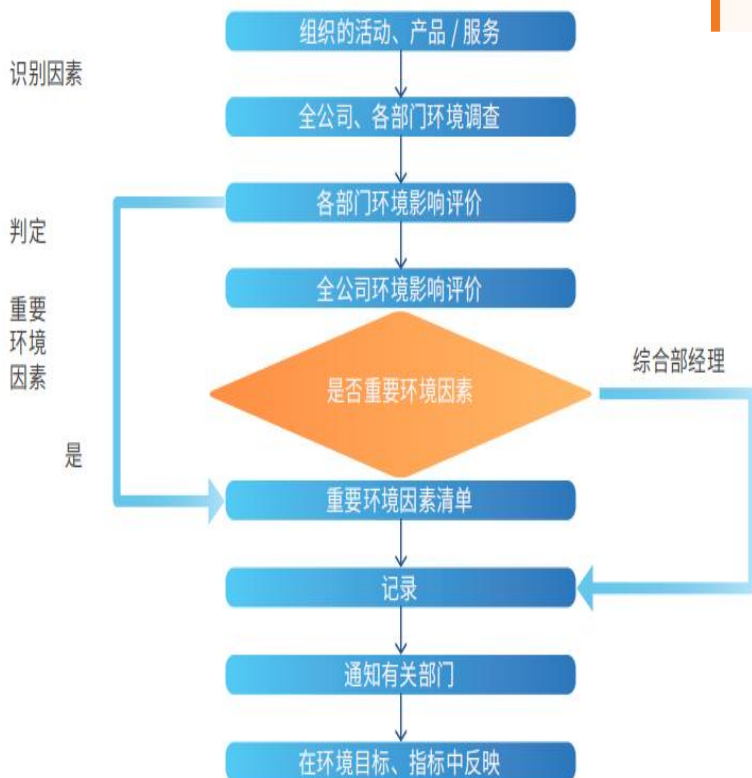 组织的活动、产品 / 服务
识别因素
全公司、各部门环境调查
各部门环境影响评价
判定
全公司环境影响评价
重要
环境
因素
综合部经理
是否重要环境因素
是
重要环境因素清单
记录
通知有关部门
在环境目标、指标中反映